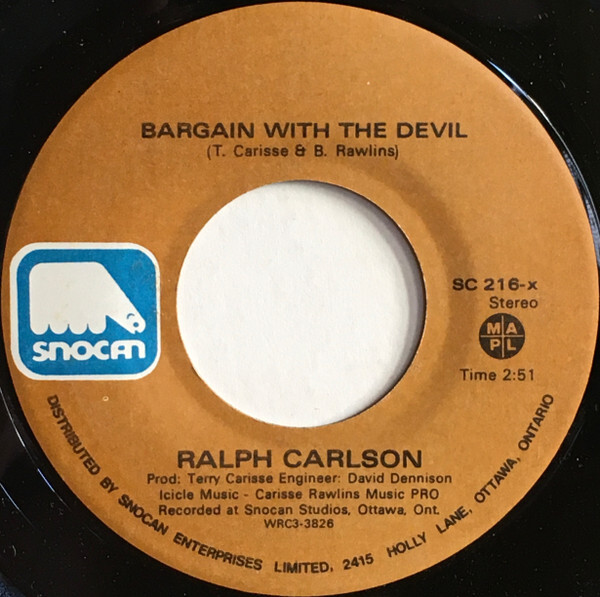 BARGAIN WITH THE DEVIL
(T. Carisse & B. Rawlins)
SNOCAN
SC 216-x
Stereo
M A
P L
Time 2:51
RALPH CARLSON
Prod: Terry Carisse Engineer: David Dennison
Icicle Music - Carisse Rawlins Music PRO
Recorded at Snocan Studios, Ottawa, Ont.
WRC3-3826
DISTRIBUTED BY SNOCAN ENTERPRISES LIMITED, 2415 HOLLY LANE, OTTAWA, ONTARIO